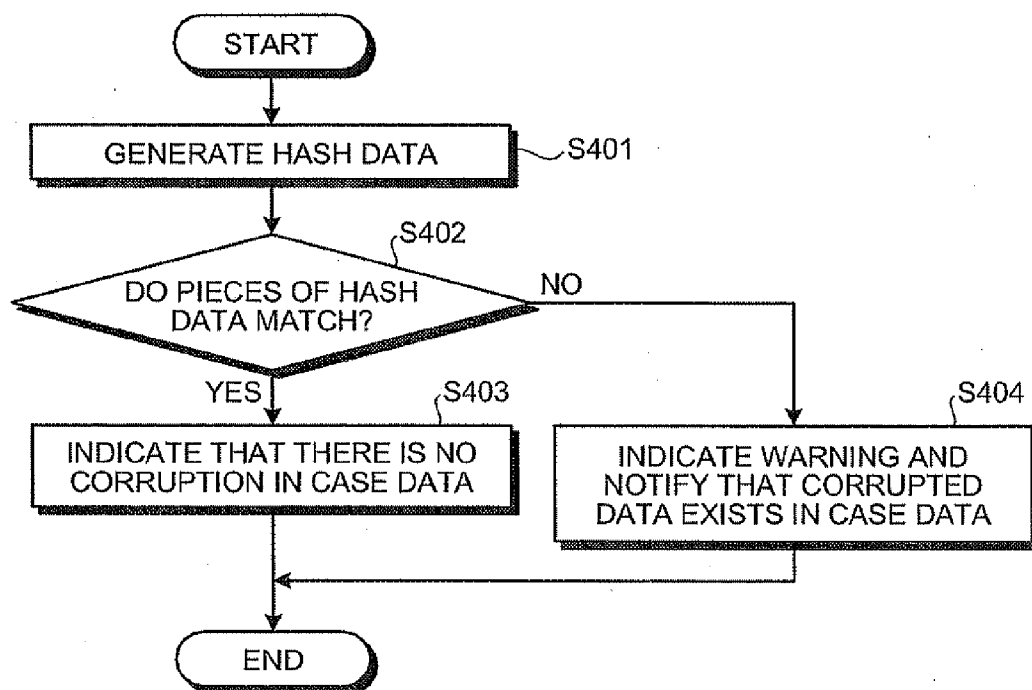 START
GENERATE HASH DATA
S401
S402
DO PIECES OF HASH
DATA MATCH?
NO
YES
S403
INDICATE THAT THERE IS NO
CORRUPTION IN CASE DATA
S404
INDICATE WARNING AND
NOTIFY THAT CORRUPTED
DATA EXISTS IN CASE DATA
END